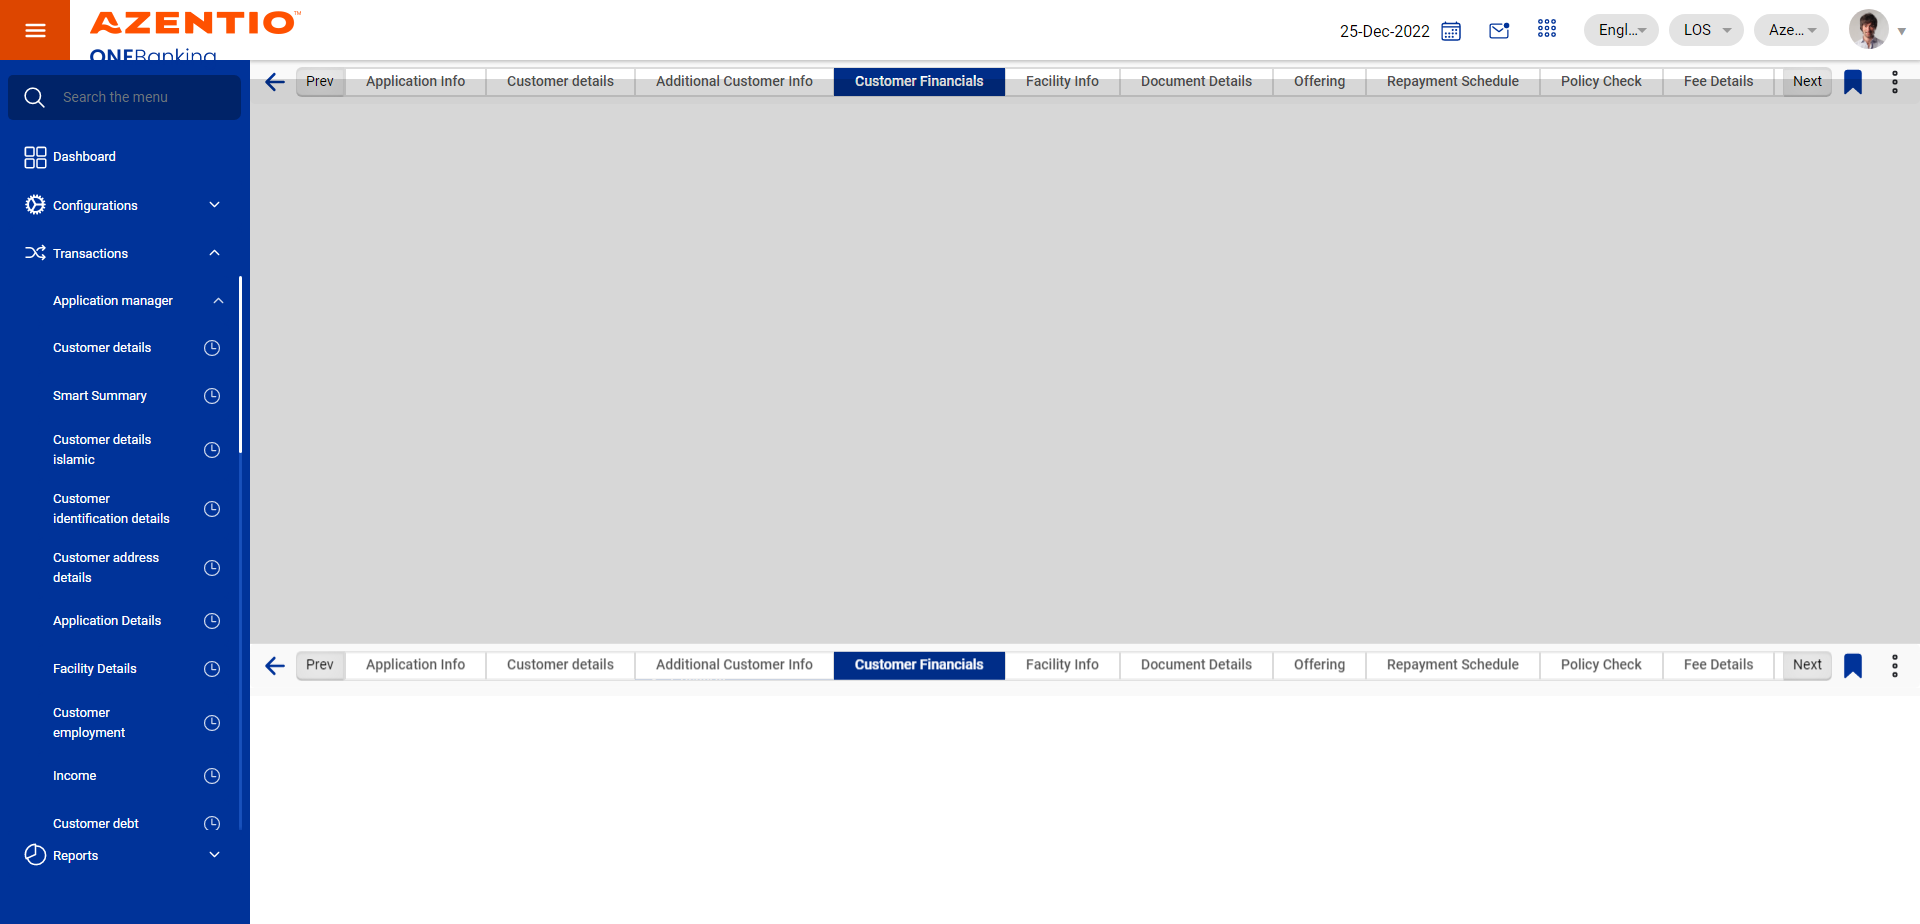 AZENTIO™
ONEBanking
25-Dec-2022
Engl...
LOS
Aze...
Search the menu
Dashboard
Configurations
Transactions
Application manager
Customer details
Smart Summary
Customer details
islamic
Customer
identification details
Customer address
details
Application Details
Facility Details
Customer
employment
Income
Customer debt
Reports
Prev Application Info Customer details Additional Customer Info Customer Financials Facility Info Document Details Offering Repayment Schedule Policy Check Fee Details Next
Prev Application Info Customer details Additional Customer Info Customer Financials Facility Info Document Details Offering Repayment Schedule Policy Check Fee Details Next